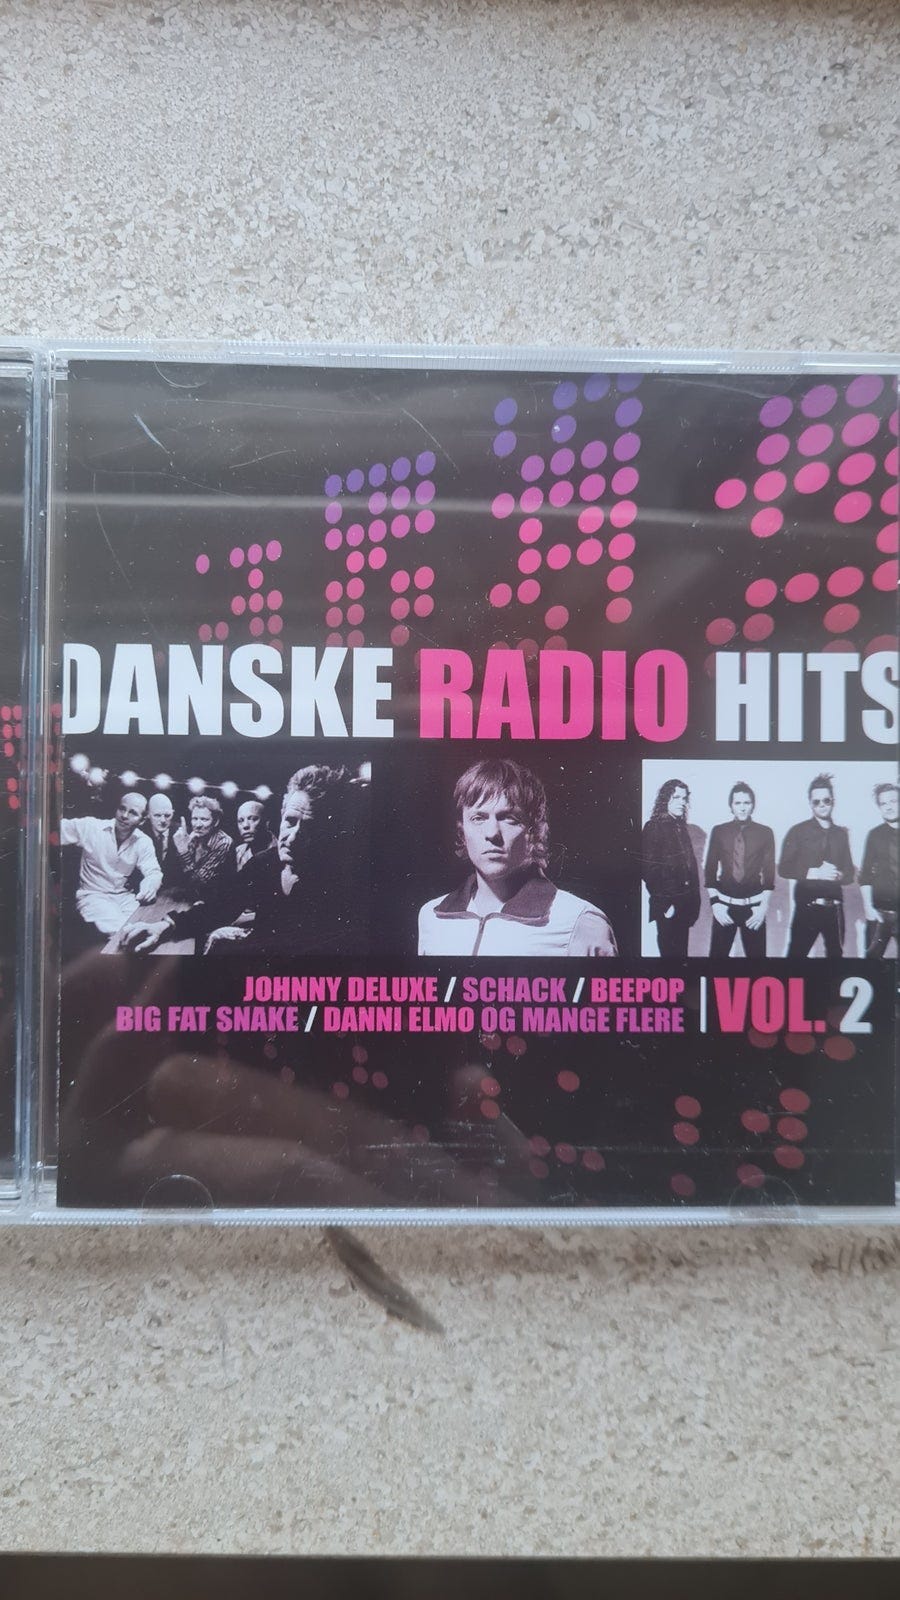 DANSKE RADIO HITS
JOHNNY DELUXE / SCHACK / BEEPOP
BIG FAT SNAKE / DANNI ELMO OG MANGE FLERE
VOL. 2